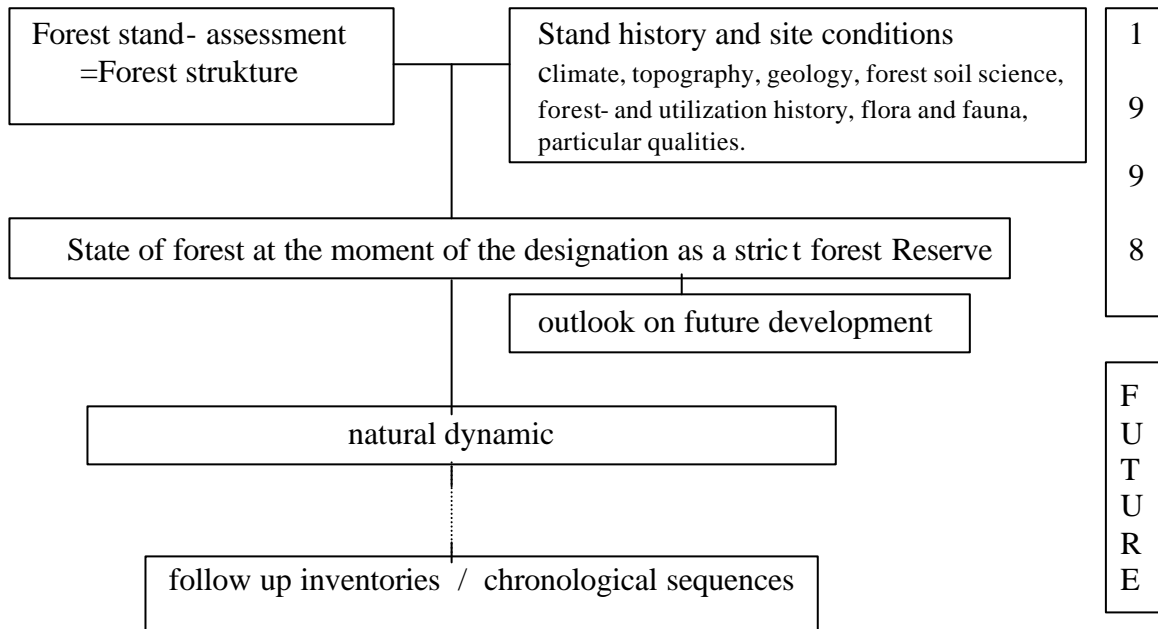 Forest stand- assessment
=Forest strukture
Stand history and site conditions
climate, topography, geology, forest soil science,
forest- and utilization history, flora and fauna,
particular qualities.
1
9
9
8
State of forest at the moment of the designation as a strict forest Reserve
outlook on future development
natural dynamic
follow up inventories / chronological sequences
F
U
T
U
R
E